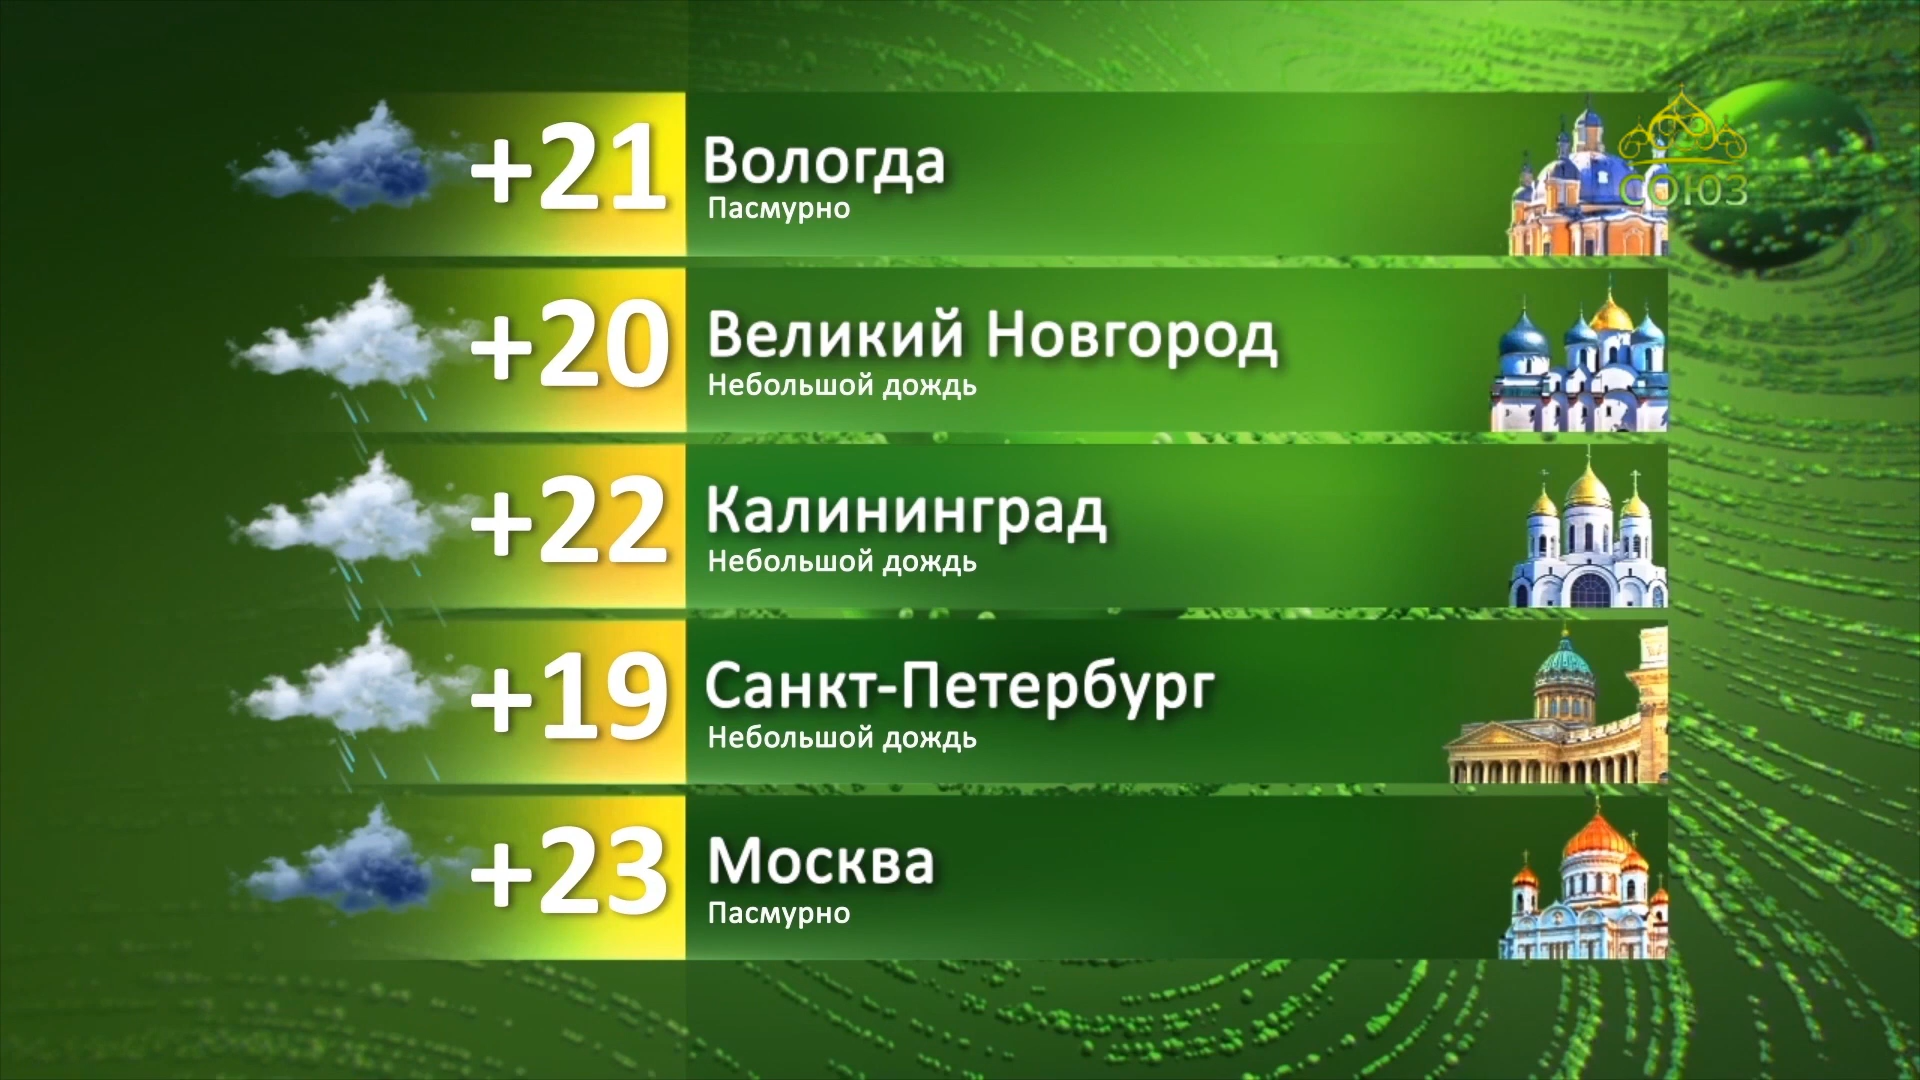 +21
Вологда
Пасмурно
СОЮЗ
+20
Великий Новгород
Небольшой дождь
+22
Калининград
Небольшой дождь
+19
Санкт-Петербург
Небольшой дождь
+23
Москва
Пасмурно